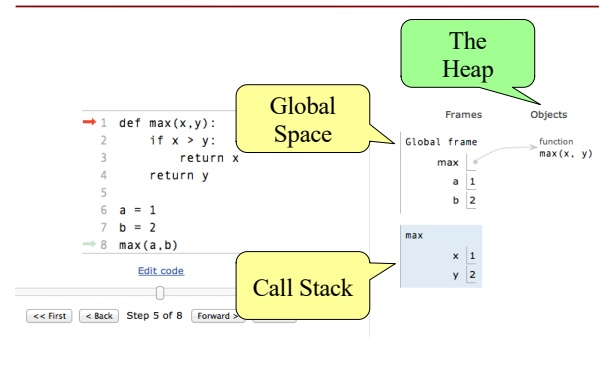 The
Heap
Global
Space
Frames
Objects
1 def max(x,y):
2 if x > y:
3 return x
4 return y
5
6 a = 1
7 b = 2
8 max(a,b)
Edit code
<< First
< Back
Step 5 of 8
Forward >
Global frame
max
a 1
b 2
function
max(x, y)
max
x 1
y 2
Call Stack